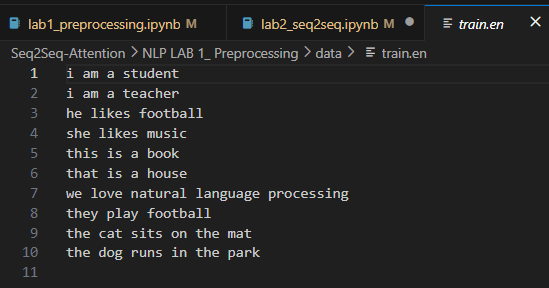 lab1_preprocessing.ipynb M lab2_seq2seq.ipynb M train.en
Seq2Seq-Attention > NLP LAB 1_ Preprocessing > data > train.en
1 i am a student
2 i am a teacher
3 he likes football
4 she likes music
5 this is a book
6 that is a house
7 we love natural language processing
8 they play football
9 the cat sits on the mat
10 the dog runs in the park
11